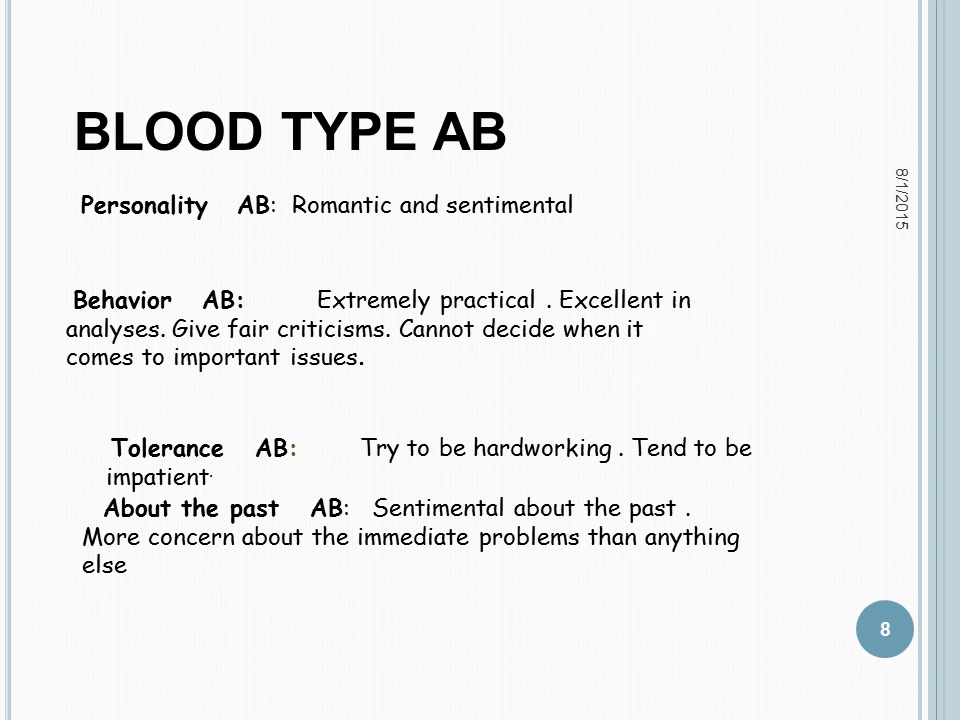 BLOOD TYPE AB
8/1/2015
Personality AB: Romantic and sentimental
Behavior AB: Extremely practical . Excellent in
analyses. Give fair criticisms. Cannot decide when it
comes to important issues.
Tolerance AB: Try to be hardworking . Tend to be
impatient.
About the past AB: Sentimental about the past .
More concern about the immediate problems than anything
else
8